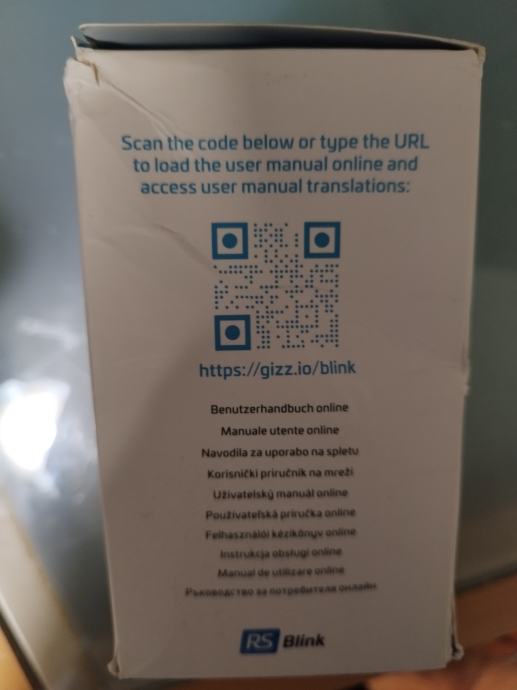 Scan the code below or type the URL
to load the user manual online and
access user manual translations:
https://gizz.io/blink
Benutzerhandbuch online
Manuale utente online
Navodila za uporabo na spletu
Korisnički priručnik na mreži
Uživatelský manuál online
Používateľská príručka online
Felhasználói kézikönyv online
Instrukcja obsługi online
Manual de utilizare online
Ръководство за потребителя онлайн
RS Blink